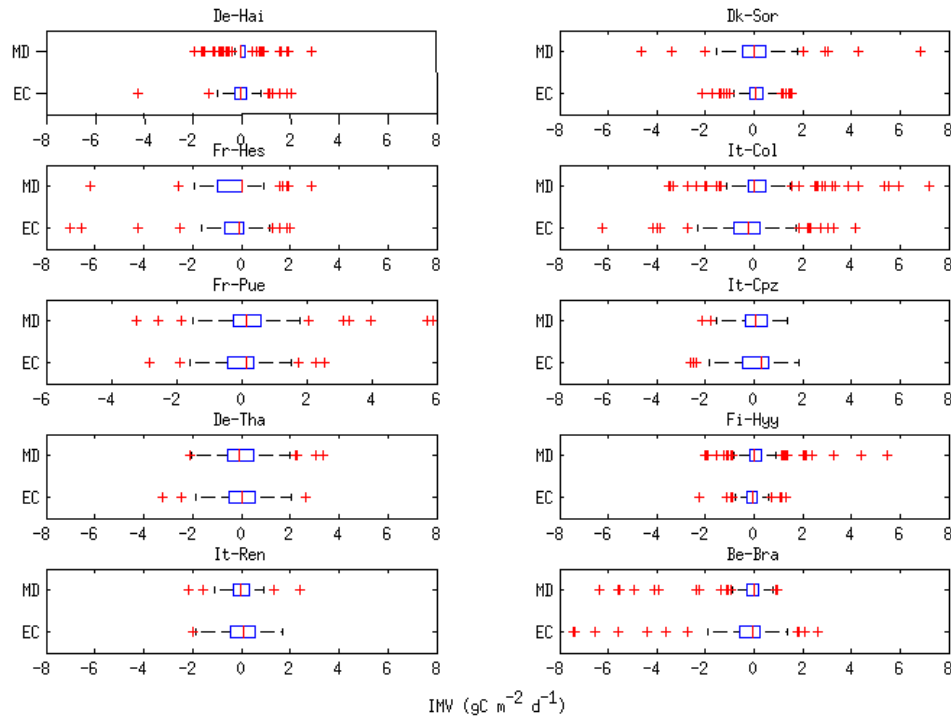 De-Hai
MD
EC
-8 -6 -4 -2 0 2 4 6 8
Dk-Sor
MD
EC
-8 -6 -4 -2 0 2 4 6 8
Fr-Hes
MD
EC
-8 -6 -4 -2 0 2 4 6 8
It-Col
MD
EC
-8 -6 -4 -2 0 2 4 6 8
Fr-Pue
MD
EC
-6 -4 -2 0 2 4 6
It-Cpz
MD
EC
-8 -6 -4 -2 0 2 4 6 8
De-Tha
MD
EC
-8 -6 -4 -2 0 2 4 6 8
Fi-Hyy
MD
EC
-8 -6 -4 -2 0 2 4 6 8
It-Ren
MD
EC
-8 -6 -4 -2 0 2 4 6 8
Be-Bra
MD
EC
-8 -6 -4 -2 0 2 4 6 8
IMV (gC m⁻² d⁻¹)